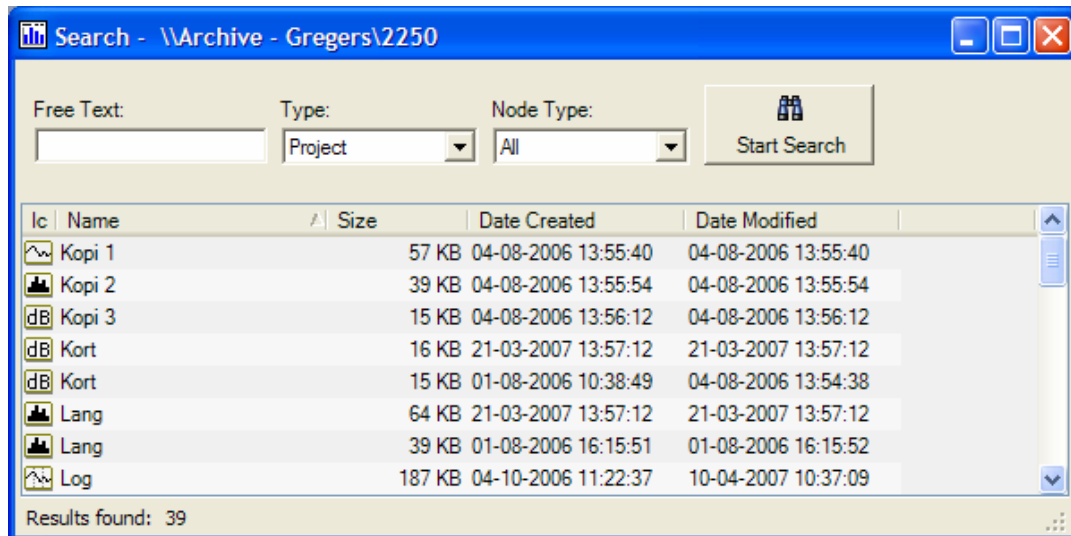 Search - \\Archive - Gregers\2250
Free Text: Type: Node Type:
Project All Start Search
Ic Name Size Date Created Date Modified
Kopi 1 57 KB 04-08-2006 13:55:40 04-08-2006 13:55:40
Kopi 2 39 KB 04-08-2006 13:55:54 04-08-2006 13:55:54
dB Kopi 3 15 KB 04-08-2006 13:56:12 04-08-2006 13:56:12
dB Kort 16 KB 21-03-2007 13:57:12 21-03-2007 13:57:12
dB Kort 15 KB 01-08-2006 10:38:49 04-08-2006 13:54:38
Lang 64 KB 21-03-2007 13:57:12 21-03-2007 13:57:12
Lang 39 KB 01-08-2006 16:15:51 01-08-2006 16:15:52
Log 187 KB 04-10-2006 11:22:37 10-04-2007 10:37:09
Results found: 39